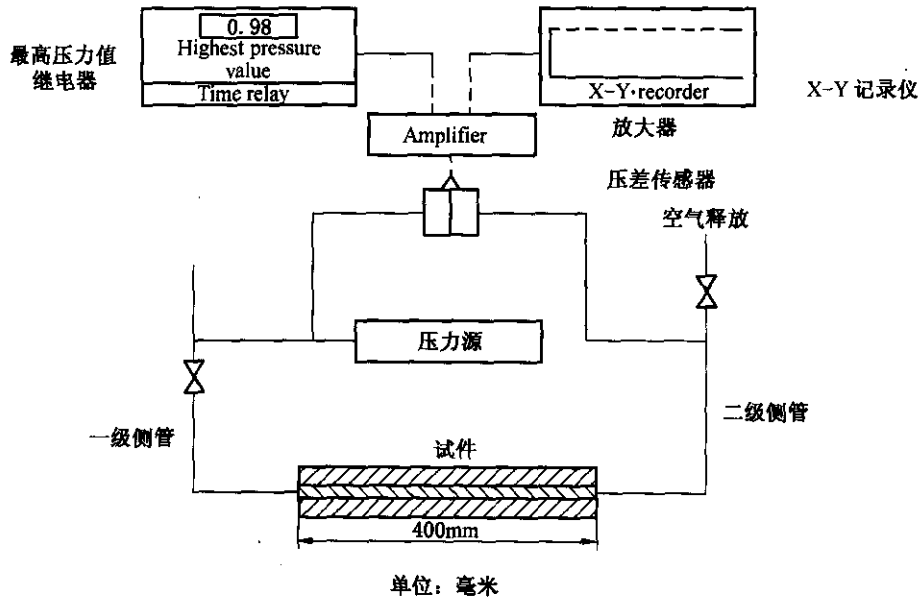 0.98
Highest pressure
value
Time relay
最高压力值
继电器
X-Y·recorder
X-Y 记录仪
Amplifier
放大器
压差传感器
空气释放
压力源
一级侧管
二级侧管
试件
400mm
单位：毫米